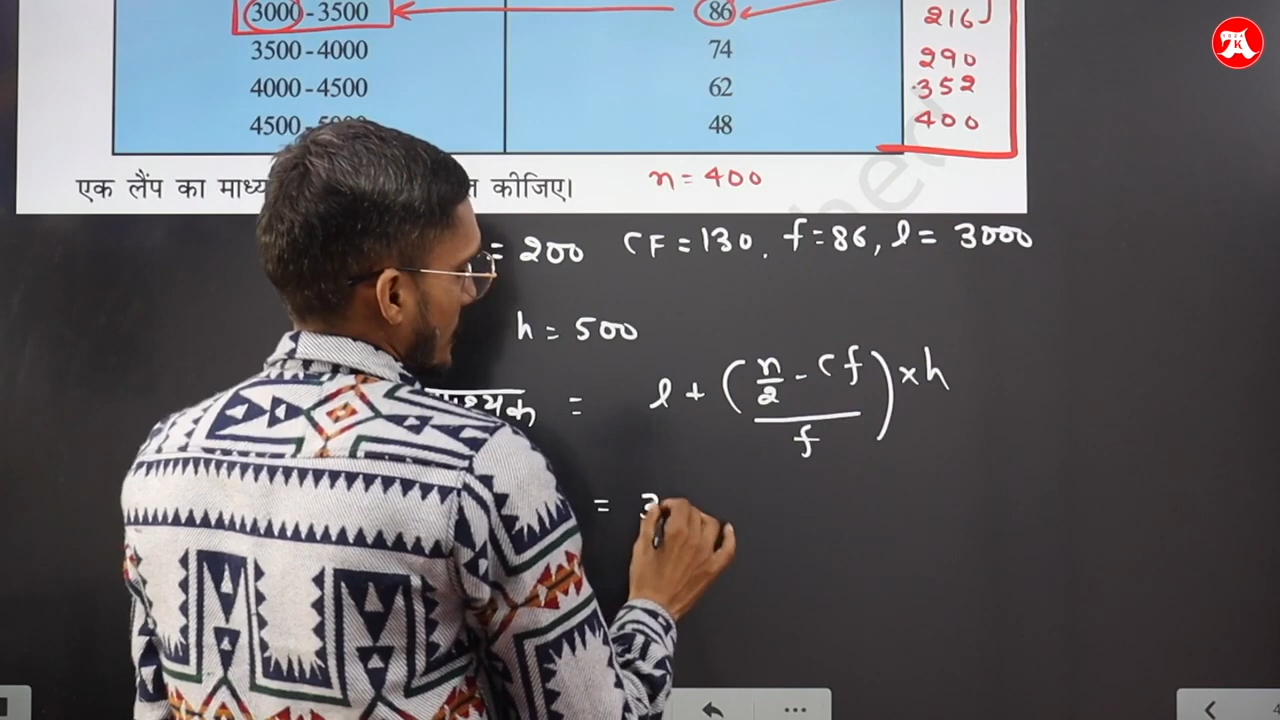 3000 - 3500 86 216
3500 - 4000 74 290
4000 - 4500 62 352
4500 - 48 400
एक लैंप का कीजिए। n = 400
= 200 CF = 130, f = 86, l = 3000
h = 500
= l + (n/2 - cf / f) × h
= 3